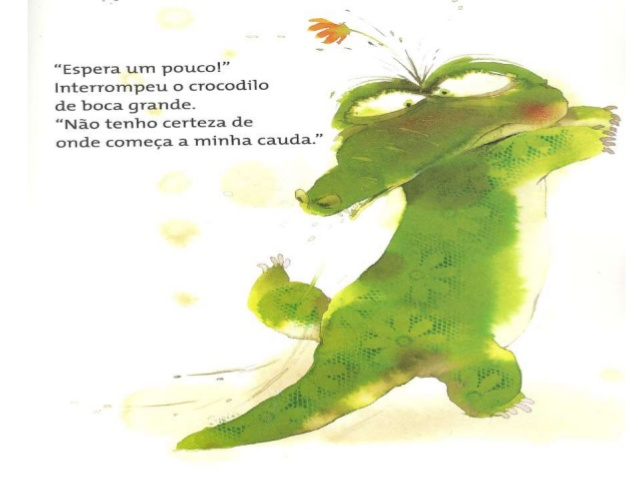 “Espera um pouco!”
Interrompeu o crocodilo
de boca grande.
“Não tenho certeza de
onde começa a minha cauda.”